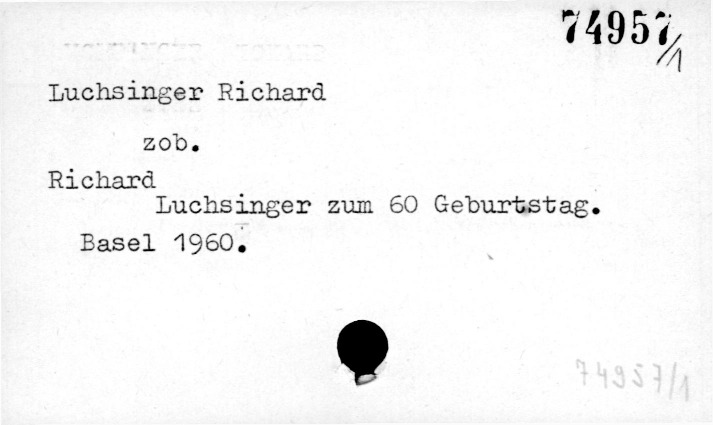 74957/1
Luchsinger Richard
zob.
Richard
Luchsinger zum 60 Geburtstag.
Basel 1960.
74957/1